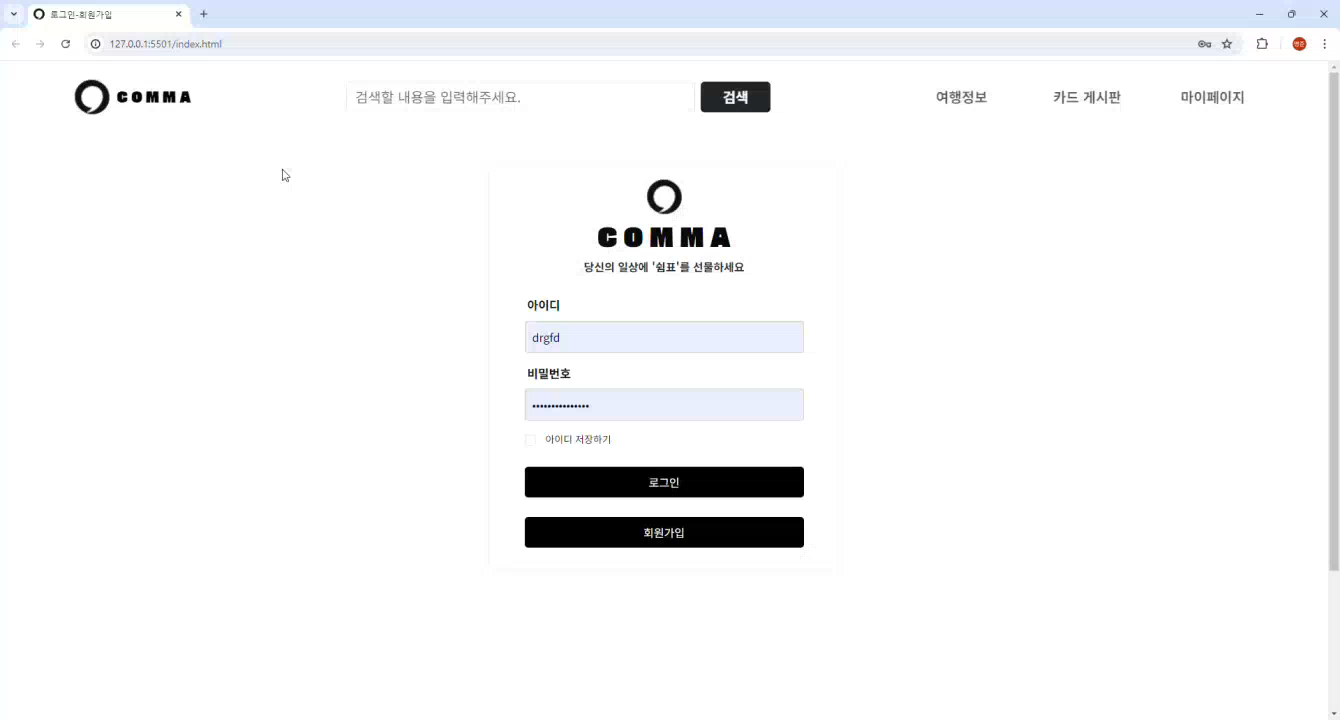 로그인-회원가입
127.0.0.1:5501/index.html
COMMA
검색할 내용을 입력해주세요.
검색
여행정보
카드 게시판
마이페이지
COMMA
당신의 일상에 '쉼표'를 선물하세요
아이디
drgfd
비밀번호
•••••••••••••••
아이디 저장하기
로그인
회원가입